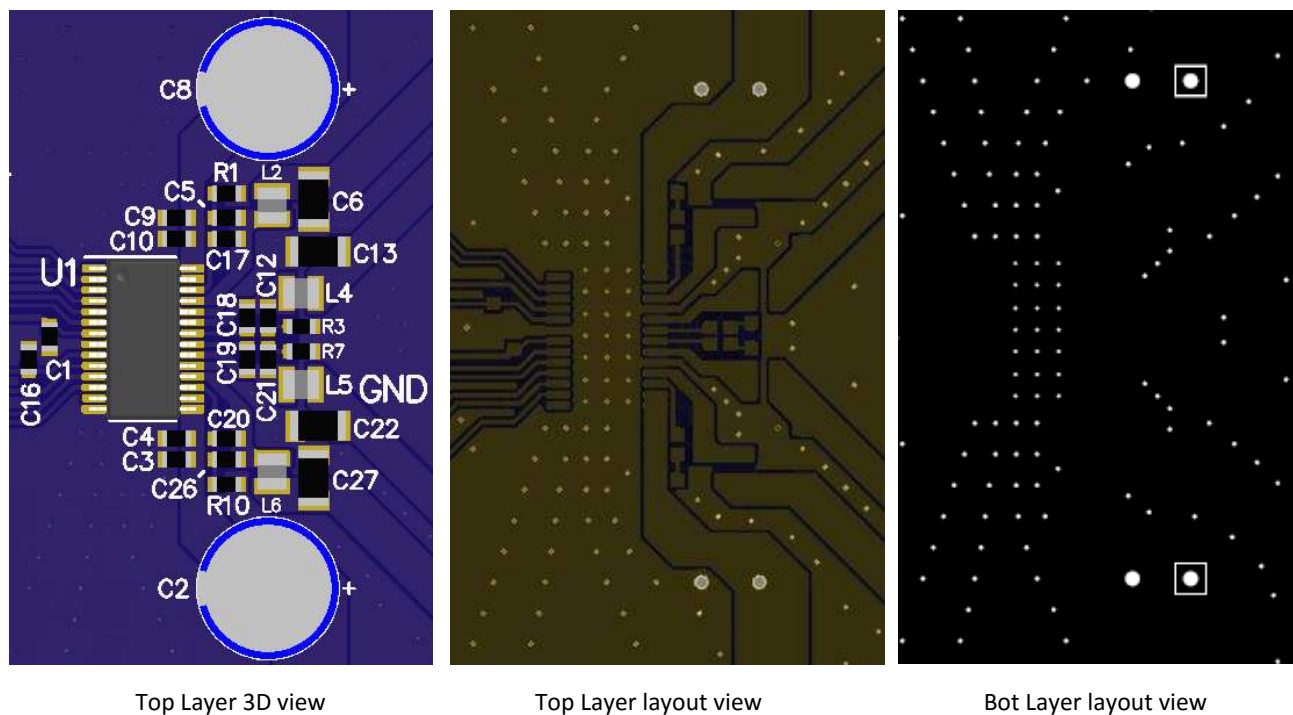 C8
+
R1
L2
C5
C6
C9
C10
C17
C12
C13
U1
L4
C18
R3
C19
R7
C1
C16
C21
L5
GND
C20
C22
C4
C3
C26
R10
L6
C27
C2
+
Top Layer 3D view
Top Layer layout view
Bot Layer layout view